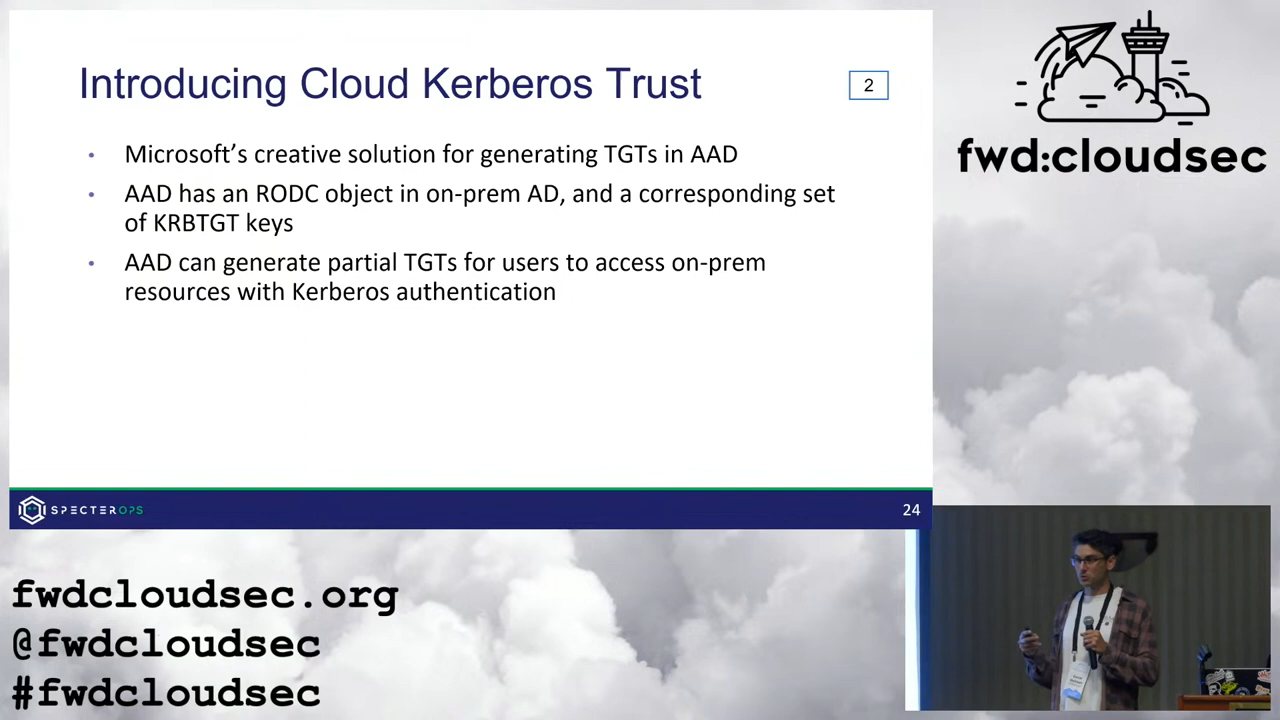 Introducing Cloud Kerberos Trust
2
• Microsoft’s creative solution for generating TGTs in AAD
• AAD has an RODC object in on-prem AD, and a corresponding set
of KRBTGT keys
• AAD can generate partial TGTs for users to access on-prem
resources with Kerberos authentication
SPECTEROPS
24
fwd:cloudsec
fwdcloudsec.org
@fwdcloudsec
#fwdcloudsec